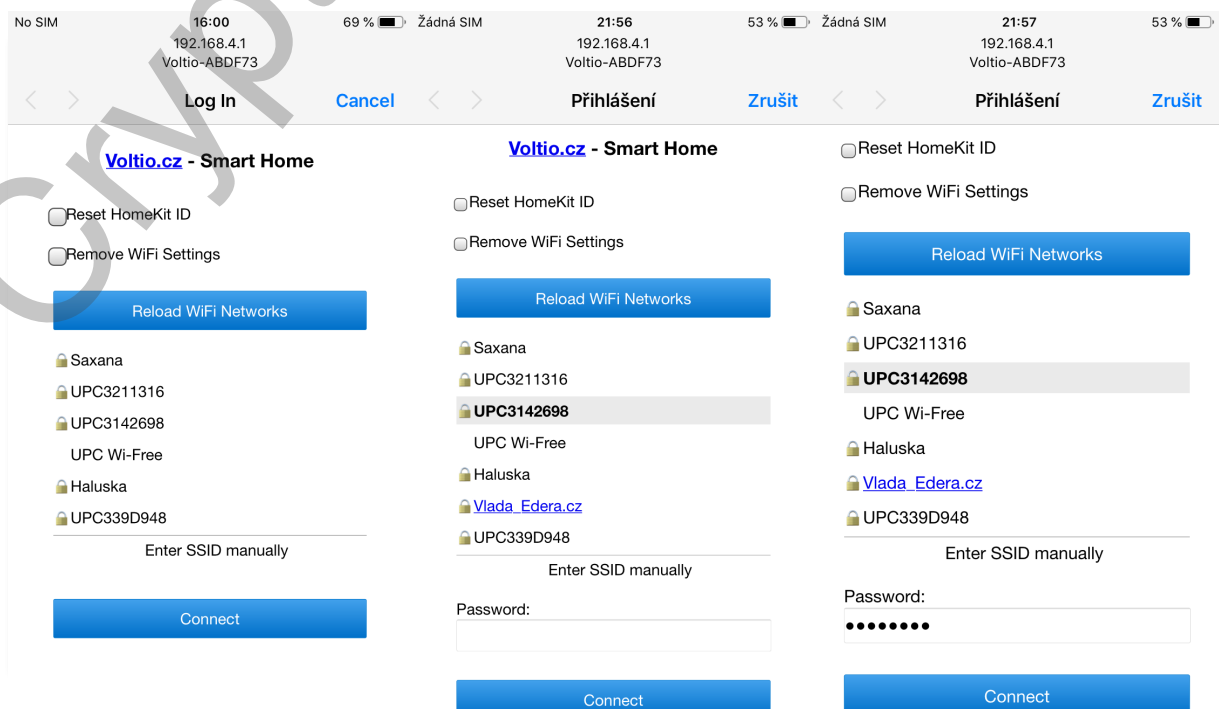 No SIM 16:00 69 %
192.168.4.1
Voltio-ABDF73
Log In Cancel
Voltio.cz - Smart Home
Reset HomeKit ID
Remove WiFi Settings
Reload WiFi Networks
Saxana
UPC3211316
UPC3142698
UPC Wi-Free
Haluska
UPC339D948
Enter SSID manually
Connect
Žádná SIM 21:56 53 %
192.168.4.1
Voltio-ABDF73
Přihlášení Zrušit
Voltio.cz - Smart Home
Reset HomeKit ID
Remove WiFi Settings
Reload WiFi Networks
Saxana
UPC3211316
UPC3142698
UPC Wi-Free
Haluska
Vlada_Edera.cz
UPC339D948
Enter SSID manually
Password:
Connect
Žádná SIM 21:57 53 %
192.168.4.1
Voltio-ABDF73
Přihlášení Zrušit
Reset HomeKit ID
Remove WiFi Settings
Reload WiFi Networks
Saxana
UPC3211316
UPC3142698
UPC Wi-Free
Haluska
Vlada_Edera.cz
UPC339D948
Enter SSID manually
Password:
••••••••
Connect